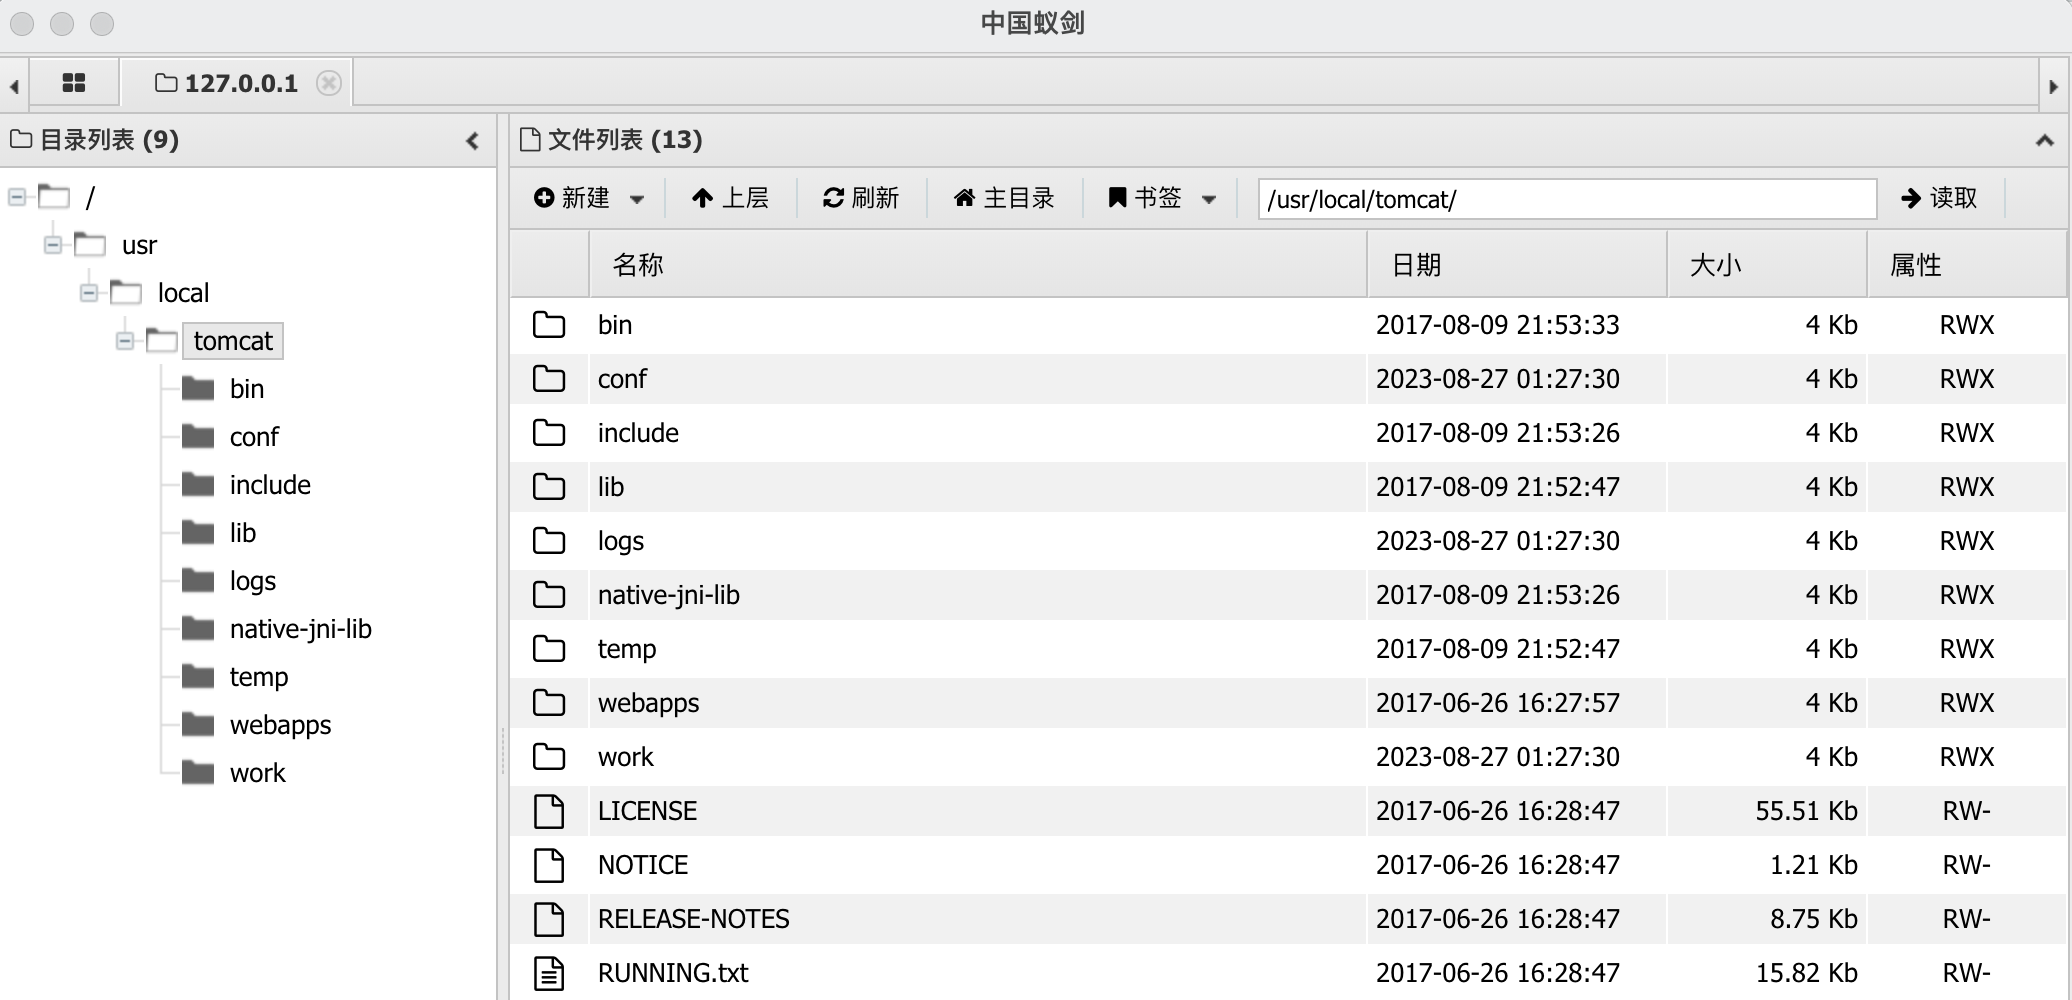 中国蚁剑
127.0.0.1
目录列表 (9)
/
usr
local
tomcat
bin
conf
include
lib
logs
native-jni-lib
temp
webapps
work
文件列表 (13)
新建 上层 刷新 主目录 书签 /usr/local/tomcat/ 读取
名称 日期 大小 属性
bin 2017-08-09 21:53:33 4 Kb RWX
conf 2023-08-27 01:27:30 4 Kb RWX
include 2017-08-09 21:53:26 4 Kb RWX
lib 2017-08-09 21:52:47 4 Kb RWX
logs 2023-08-27 01:27:30 4 Kb RWX
native-jni-lib 2017-08-09 21:53:26 4 Kb RWX
temp 2017-08-09 21:52:47 4 Kb RWX
webapps 2017-06-26 16:27:57 4 Kb RWX
work 2023-08-27 01:27:30 4 Kb RWX
LICENSE 2017-06-26 16:28:47 55.51 Kb RW-
NOTICE 2017-06-26 16:28:47 1.21 Kb RW-
RELEASE-NOTES 2017-06-26 16:28:47 8.75 Kb RW-
RUNNING.txt 2017-06-26 16:28:47 15.82 Kb RW-